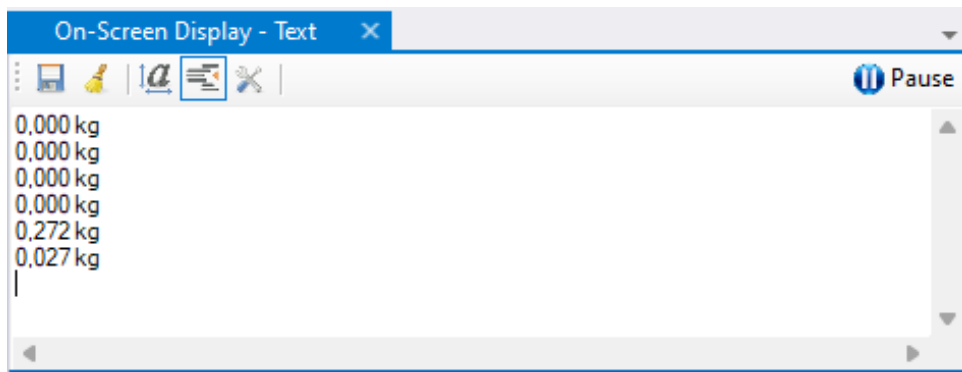 On-Screen Display - Text
Pause
0,000 kg
0,000 kg
0,000 kg
0,000 kg
0,272 kg
0,027 kg